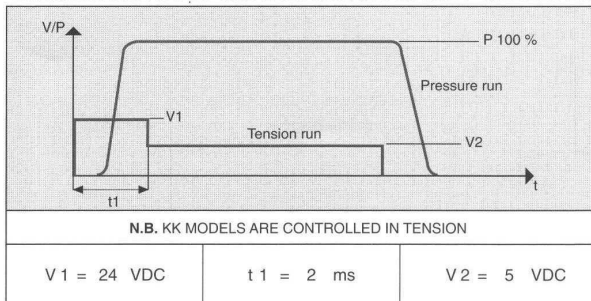 V/P
P 100 %
Pressure run
V1
Tension run
V2
t1
t
N.B. KK MODELS ARE CONTROLLED IN TENSION
V 1 = 24 VDC
t 1 = 2 ms
V 2 = 5 VDC